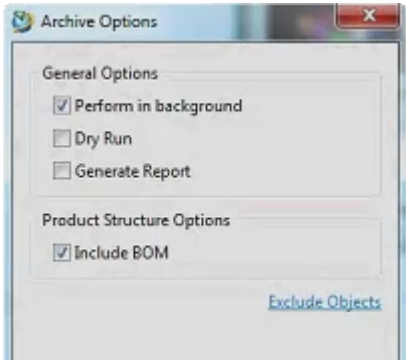 Archive Options
General Options
Perform in background
Dry Run
Generate Report
Product Structure Options
Include BOM
Exclude Objects